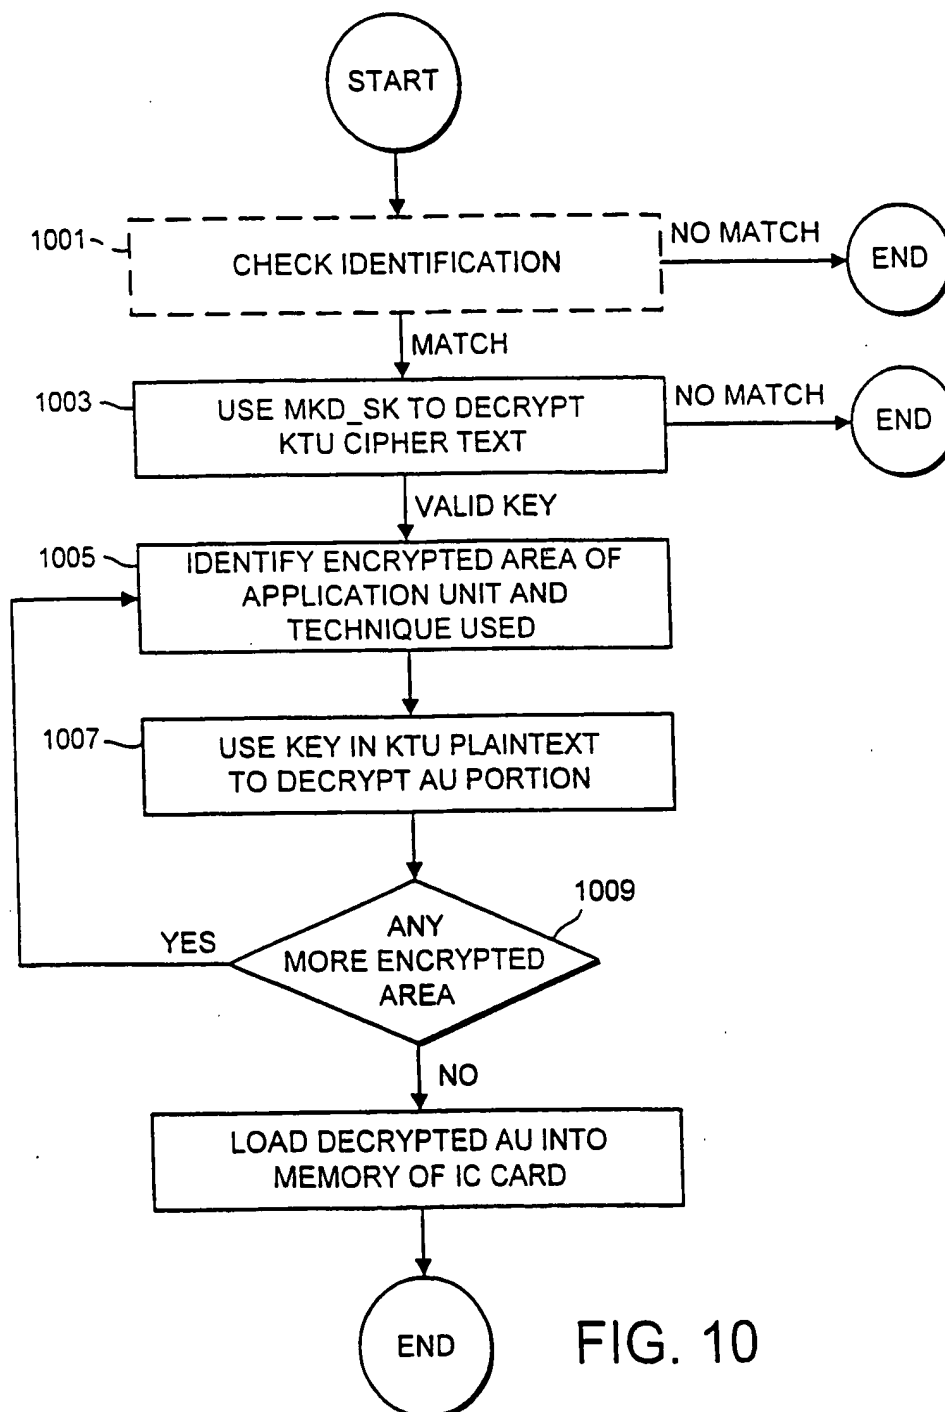 START
1001
CHECK IDENTIFICATION
NO MATCH
END
MATCH
1003
USE MKD_SK TO DECRYPT
KTU CIPHER TEXT
NO MATCH
END
VALID KEY
1005
IDENTIFY ENCRYPTED AREA OF
APPLICATION UNIT AND
TECHNIQUE USED
1007
USE KEY IN KTU PLAINTEXT
TO DECRYPT AU PORTION
1009
ANY
MORE ENCRYPTED
AREA
YES
NO
LOAD DECRYPTED AU INTO
MEMORY OF IC CARD
END
FIG. 10